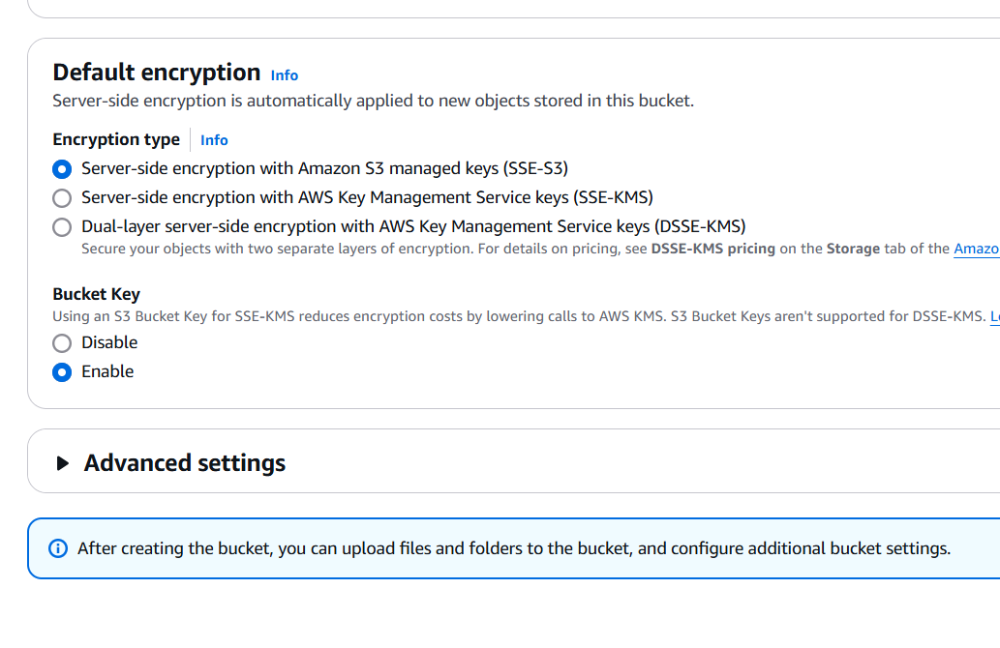 Default encryption Info
Server-side encryption is automatically applied to new objects stored in this bucket.
Encryption type Info
Server-side encryption with Amazon S3 managed keys (SSE-S3)
Server-side encryption with AWS Key Management Service keys (SSE-KMS)
Dual-layer server-side encryption with AWS Key Management Service keys (DSSE-KMS)
Secure your objects with two separate layers of encryption. For details on pricing, see DSSE-KMS pricing on the Storage tab of the Amazo
Bucket Key
Using an S3 Bucket Key for SSE-KMS reduces encryption costs by lowering calls to AWS KMS. S3 Bucket Keys aren't supported for DSSE-KMS.
Disable
Enable
Advanced settings
After creating the bucket, you can upload files and folders to the bucket, and configure additional bucket settings.